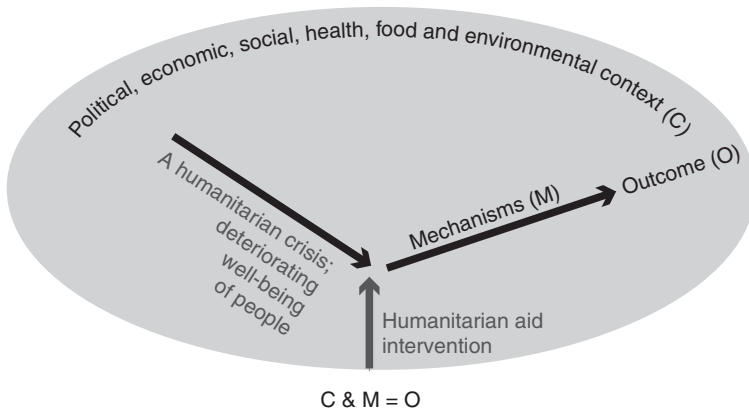 Political, economic, social, health, food and environmental context (C)
A humanitarian crisis;
deteriorating
well-being
of people
Mechanisms (M)
Outcome (O)
Humanitarian aid
intervention
C & M = O